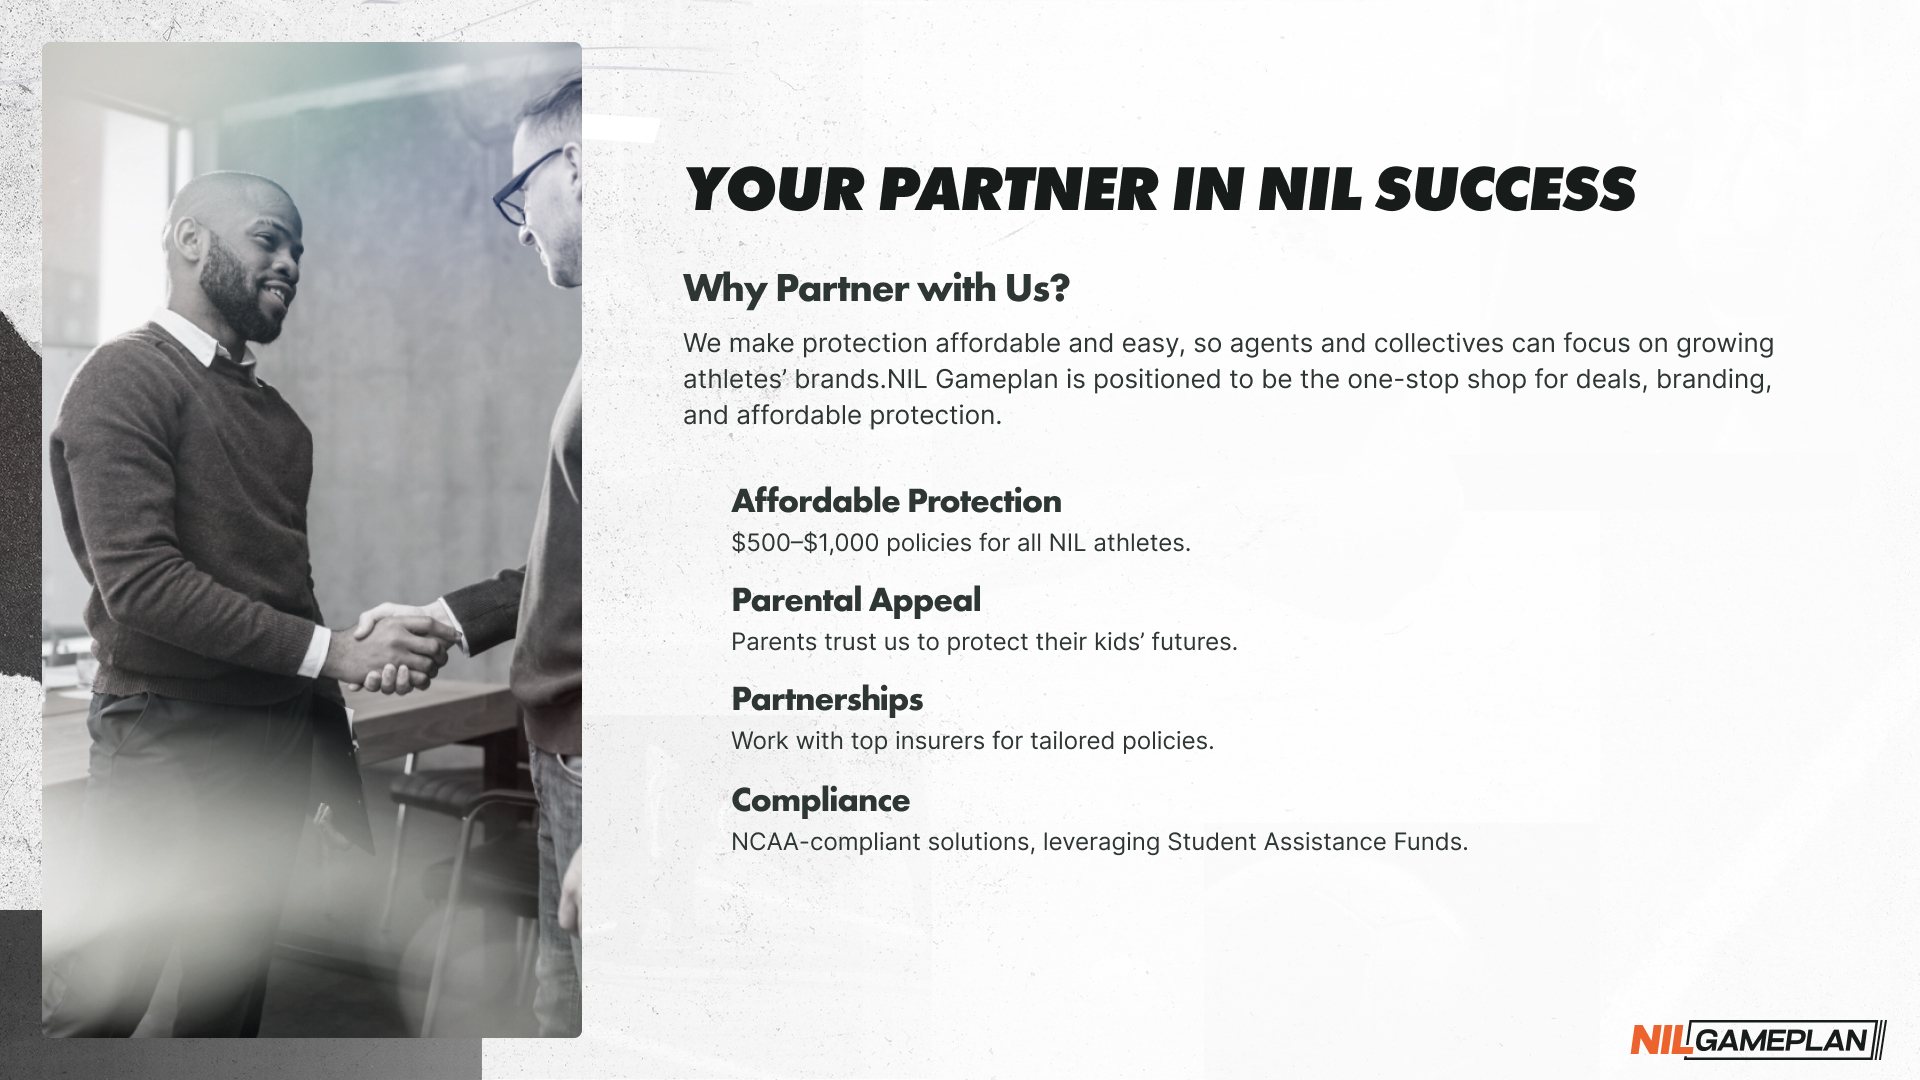 YOUR PARTNER IN NIL SUCCESS
Why Partner with Us?
We make protection affordable and easy, so agents and collectives can focus on growing
athletes’ brands.NIL Gameplan is positioned to be the one-stop shop for deals, branding,
and affordable protection.
Affordable Protection
$500–$1,000 policies for all NIL athletes.
Parental Appeal
Parents trust us to protect their kids’ futures.
Partnerships
Work with top insurers for tailored policies.
Compliance
NCAA-compliant solutions, leveraging Student Assistance Funds.
NIL GAMEPLAN